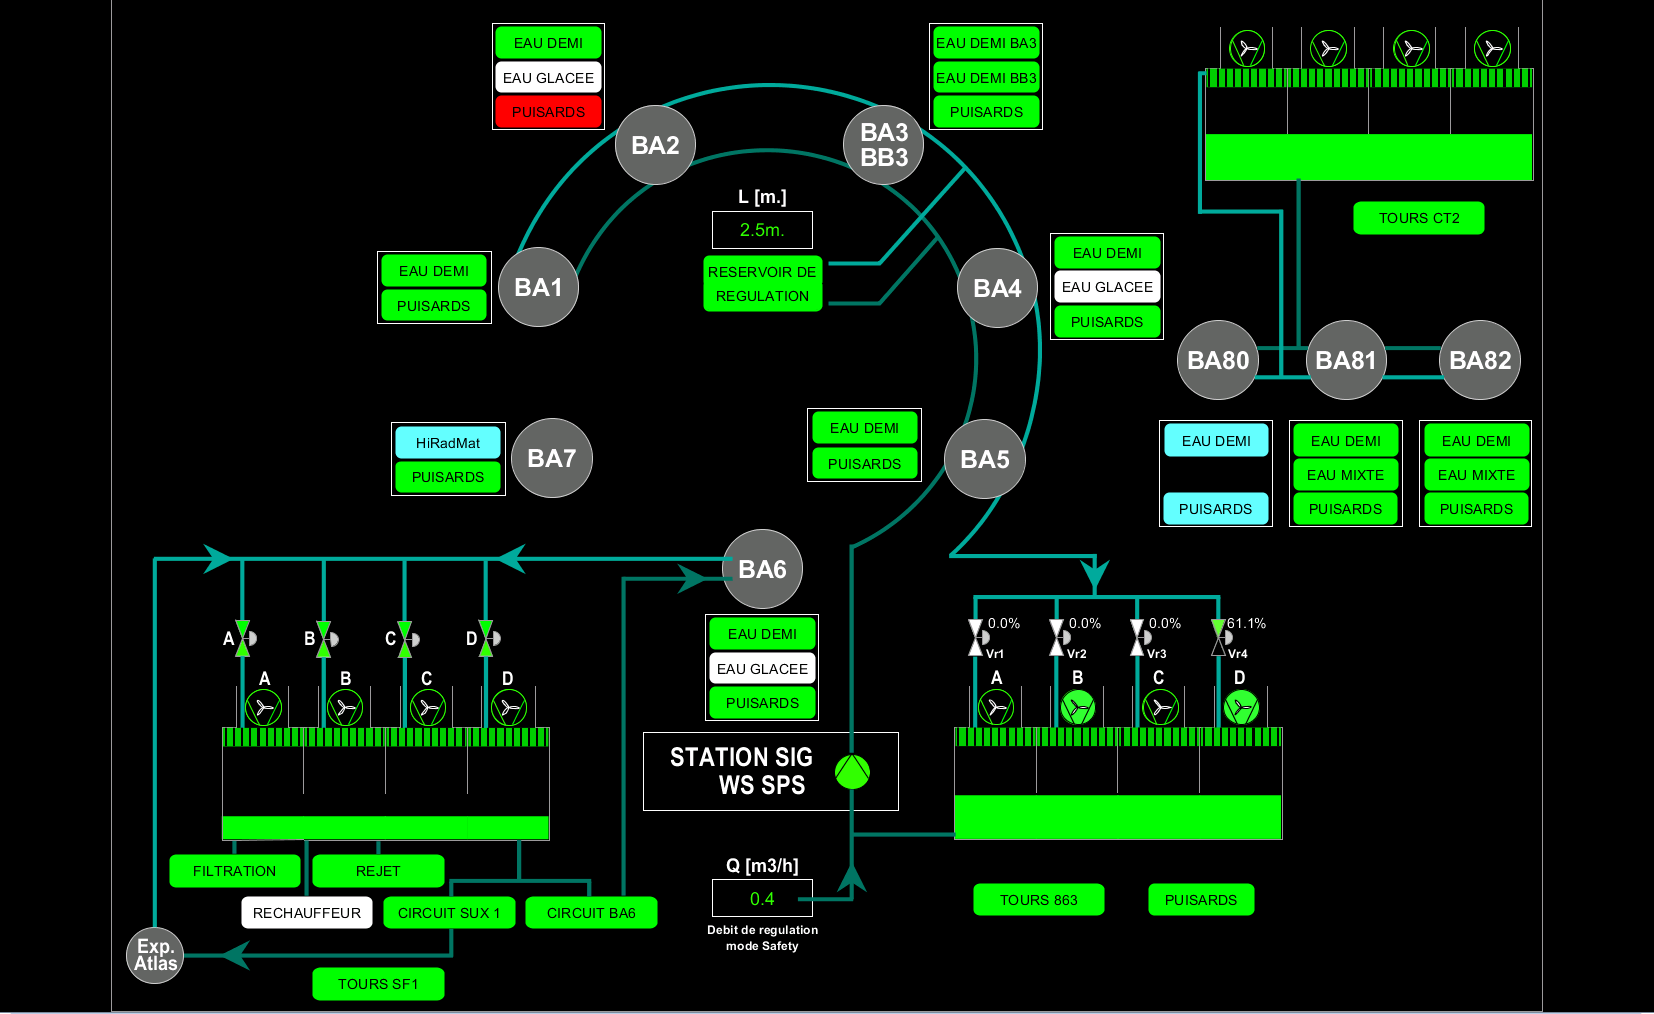 EAU DEMI
EAU GLACEE
PUISARDS
BA2
EAU DEMI BA3
EAU DEMI BB3
PUISARDS
BA3
BB3
L [m.]
2.5m.
RESERVOIR DE
REGULATION
EAU DEMI
PUISARDS
BA1
BA4
EAU DEMI
EAU GLACEE
PUISARDS
TOURS CT2
BA80
BA81
BA82
EAU DEMI
PUISARDS
EAU DEMI
EAU MIXTE
PUISARDS
EAU DEMI
EAU MIXTE
PUISARDS
HiRadMat
PUISARDS
BA7
EAU DEMI
PUISARDS
BA5
BA6
EAU DEMI
EAU GLACEE
PUISARDS
A
B
C
D
A
B
C
D
0.0%
0.0%
0.0%
61.1%
Vr1
Vr2
Vr3
Vr4
A
B
C
D
STATION SIG
WS SPS
FILTRATION
REJET
RECHAUFFEUR
CIRCUIT SUX 1
CIRCUIT BA6
Exp.
Atlas
TOURS SF1
Q [m3/h]
0.4
Debit de regulation
mode Safety
TOURS 863
PUISARDS